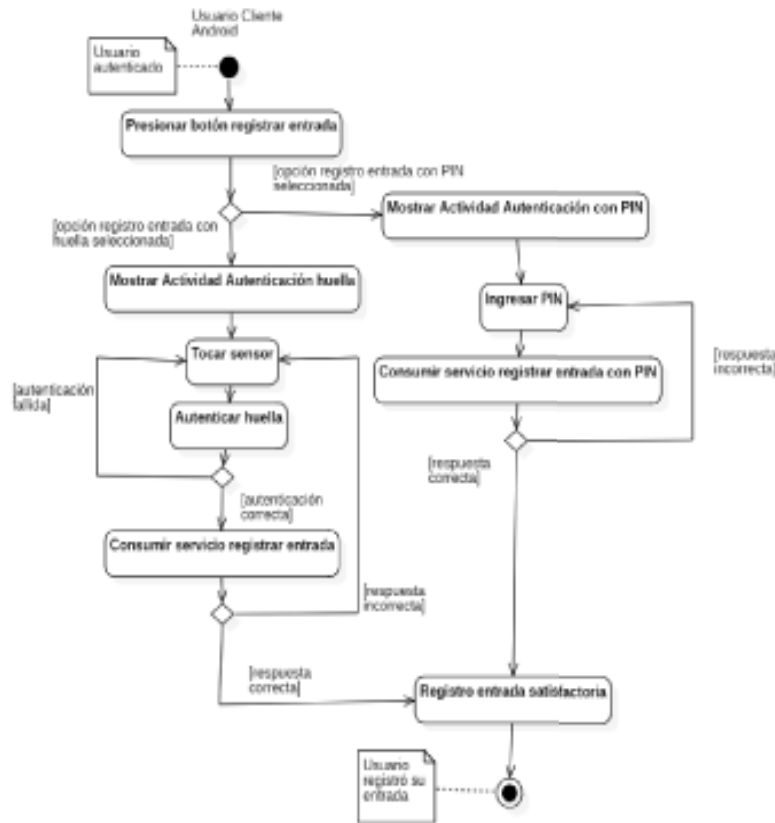 Usuario Cliente
Android
Usuario
autenticado
Presionar botón registrar entrada
[opción registro entrada con PIN
seleccionada]
Mostrar Actividad Autenticación con PIN
[opción registro entrada con
huella seleccionada]
Mostrar Actividad Autenticación huella
Ingresar PIN
Tocar sensor
[respuesta
incorrecta]
Consumir servicio registrar entrada con PIN
[autenticación
fallida]
Autenticar huella
[respuesta
correcta]
[autenticación
correcta]
Consumir servicio registrar entrada
[respuesta
incorrecta]
[respuesta
correcta]
Registro entrada satisfactoria
Usuario
registró su
entrada